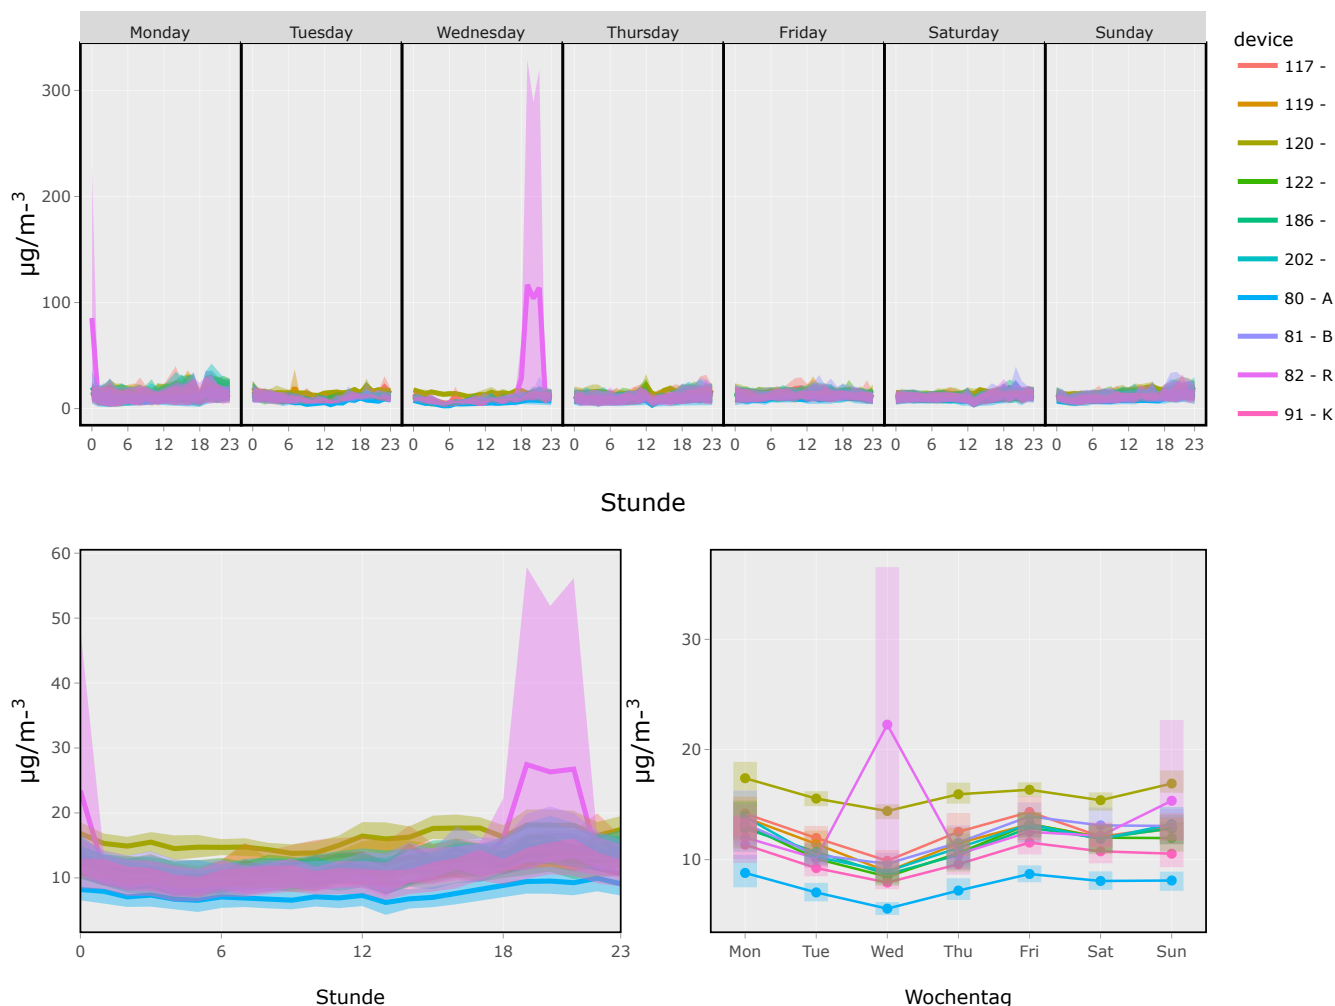 Monday Tuesday Wednesday Thursday Friday Saturday Sunday
device
117 -
119 -
120 -
122 -
186 -
202 -
80 - A
81 - B
82 - R
91 - K
µg/m-³
300
200
100
0
0 6 12 18 23 0 6 12 18 23 0 6 12 18 23 0 6 12 18 23 0 6 12 18 23 0 6 12 18 23 0 6 12 18 23
Stunde
µg/m-³
60
50
40
30
20
10
0 6 12 18 23
Stunde
µg/m-³
30
20
10
Mon Tue Wed Thu Fri Sat Sun
Wochentag